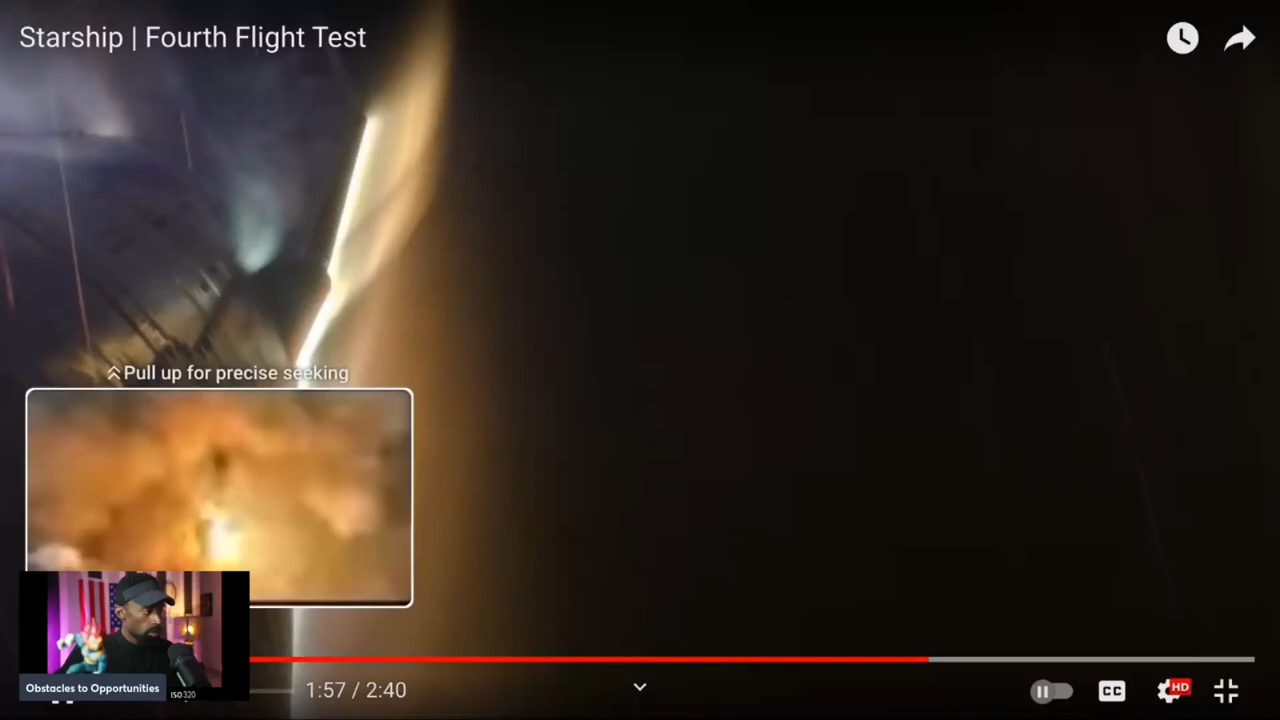 Starship | Fourth Flight Test
Pull up for precise seeking
Obstacles to Opportunities
ISO 320
1:57 / 2:40
CC
HD